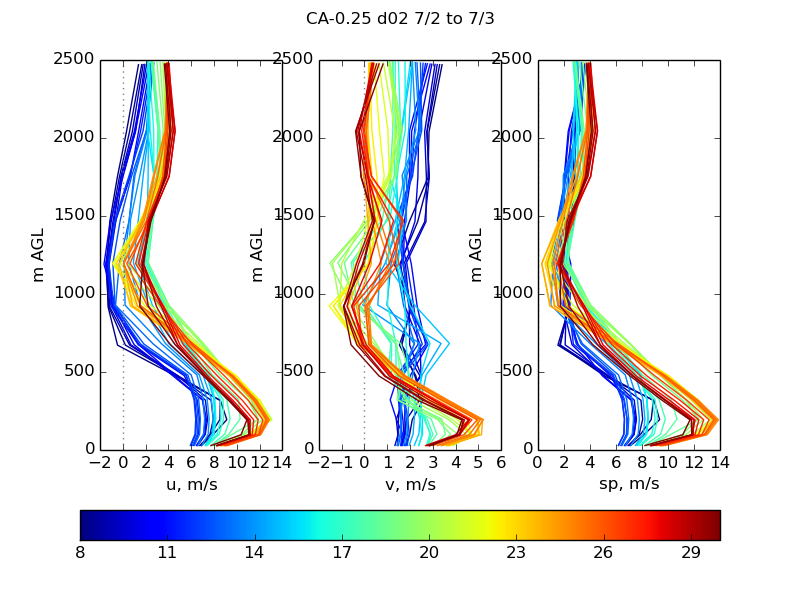 CA-0.25 d02 7/2 to 7/3
2500 2500 2500
2000 2000 2000
1500 1500 1500
m AGL m AGL m AGL
1000 1000 1000
500 500 500
0 0 0
−2 0 2 4 6 8 10 12 14 −2 −1 0 1 2 3 4 5 6 0 2 4 6 8 10 12 14
u, m/s v, m/s sp, m/s
8 11 14 17 20 23 26 29